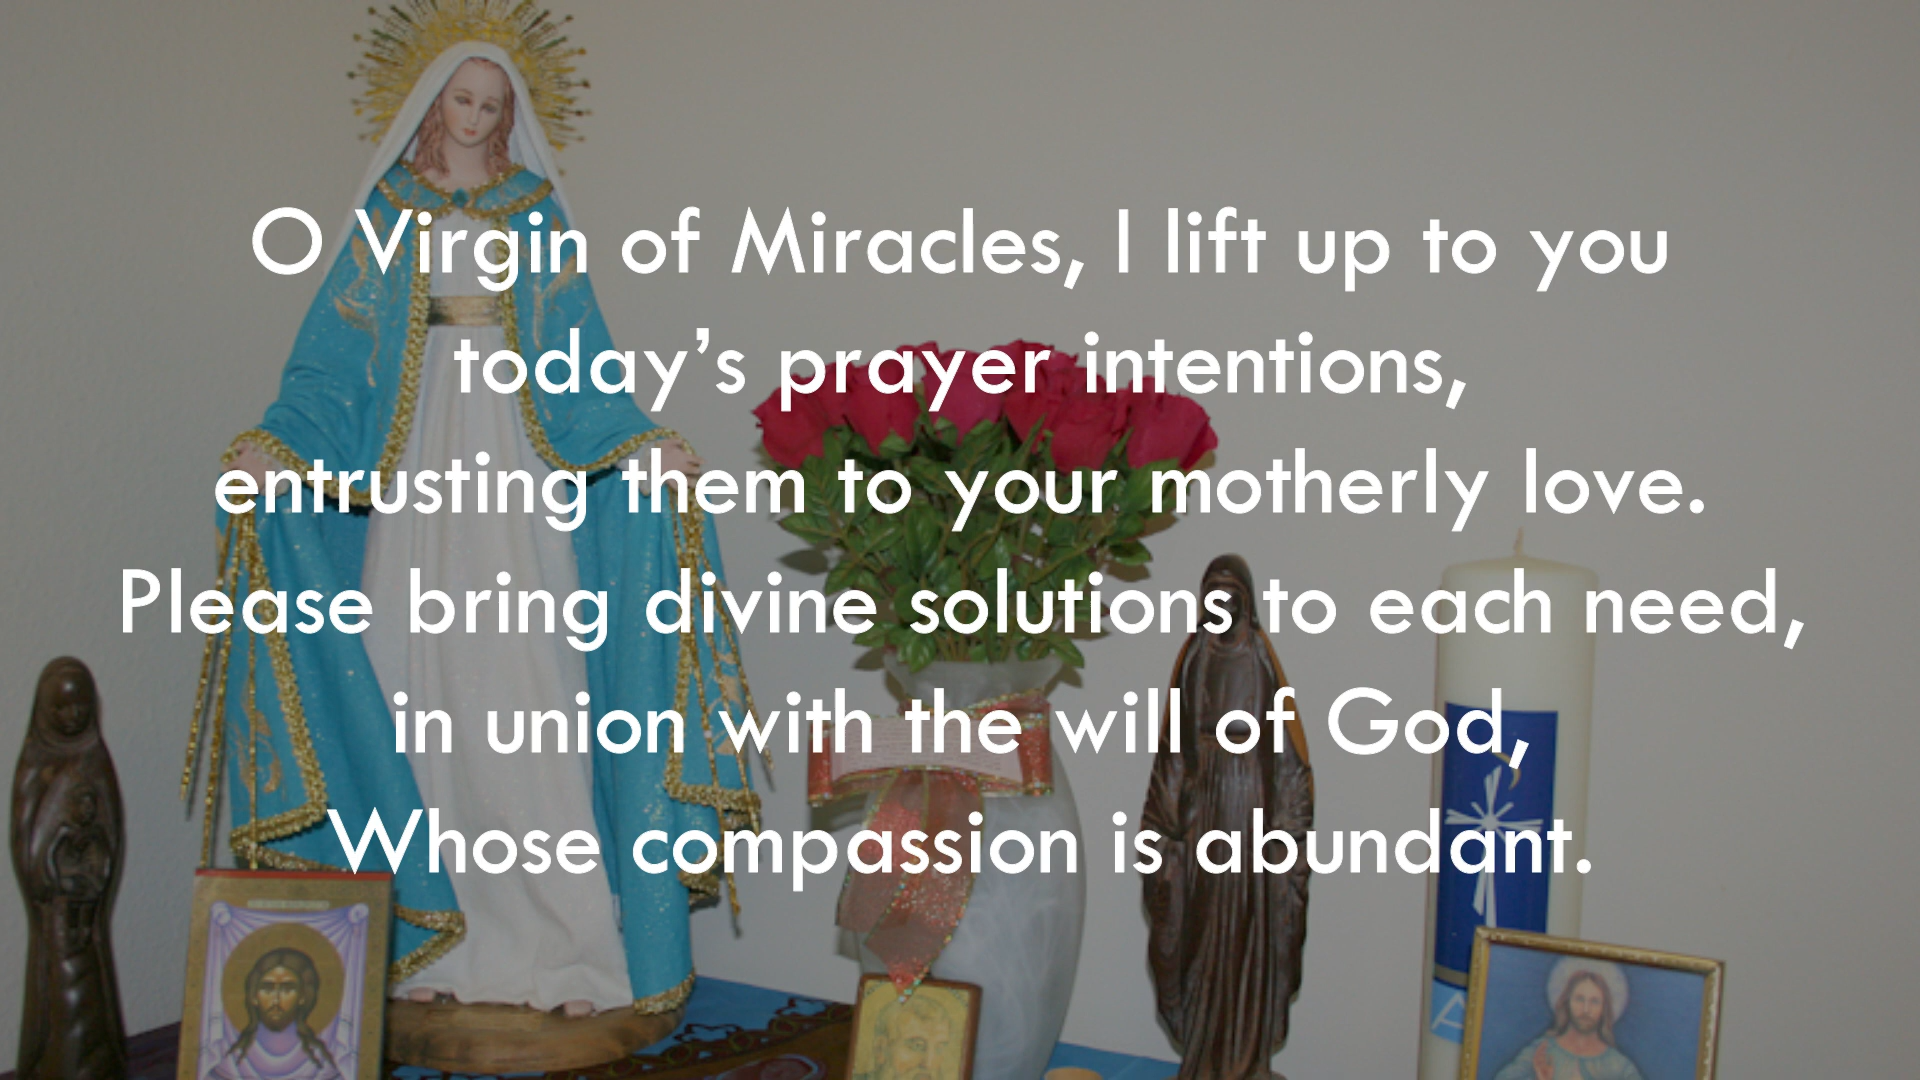 O Virgin of Miracles, I lift up to you
today’s prayer intentions,
entrusting them to your motherly love.
Please bring divine solutions to each need,
in union with the will of God,
Whose compassion is abundant.